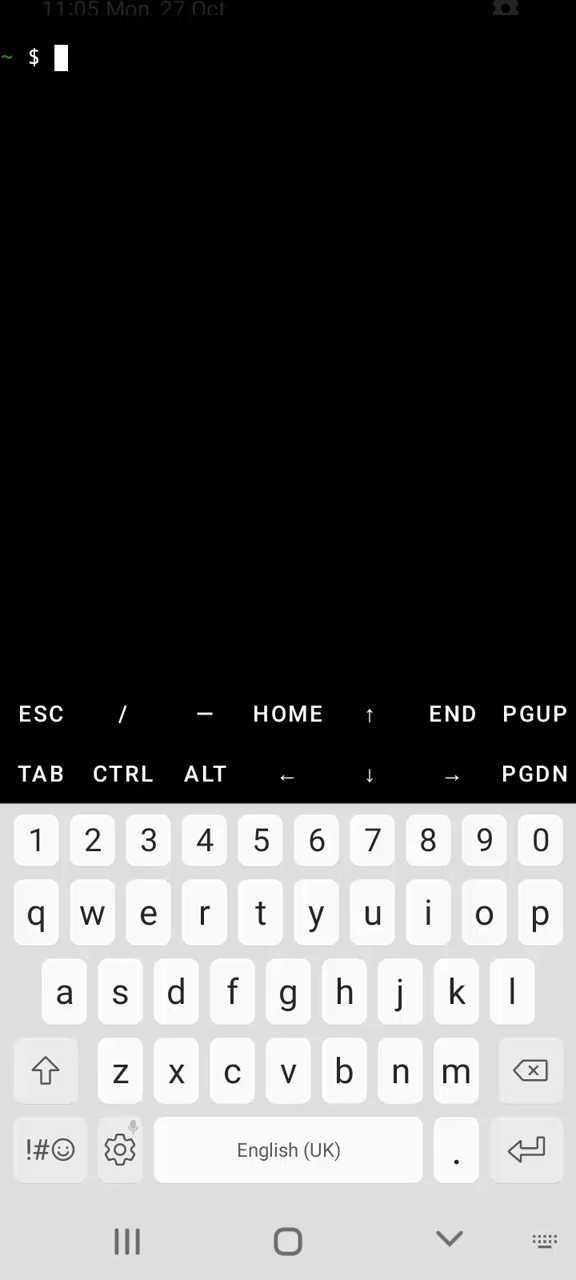 11:05 Mon, 27 Oct
~ $
ESC / — HOME ↑ END PGUP
TAB CTRL ALT ← ↓ → PGDN
1 2 3 4 5 6 7 8 9 0
q w e r t y u i o p
a s d f g h j k l
z x c v b n m
!#☺ English (UK) .